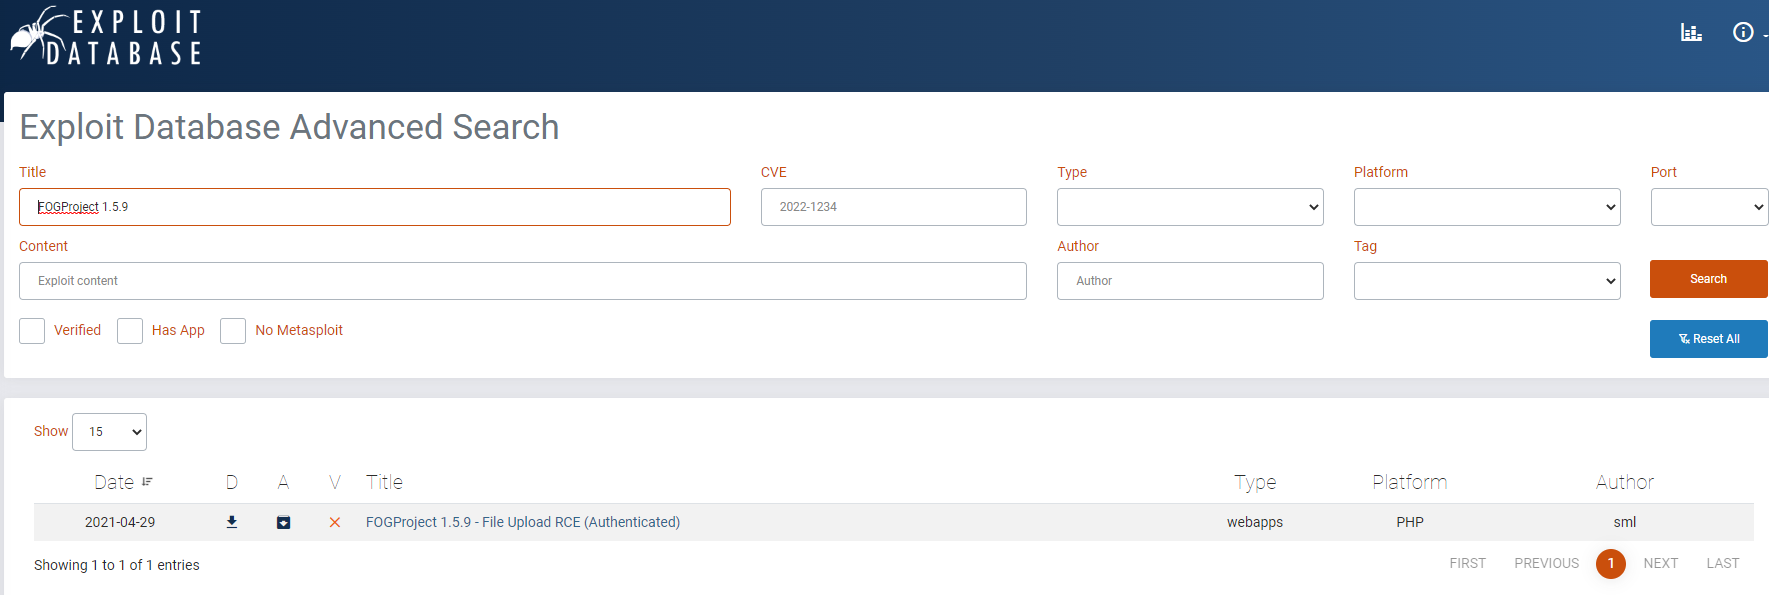 EXPLOIT
DATABASE
Exploit Database Advanced Search
Title
CVE
Type
Platform
Port
FOGProject 1.5.9
2022-1234
Content
Author
Tag
Exploit content
Author
Search
Verified
Has App
No Metasploit
Reset All
Show 15
Date D A V Title Type Platform Author
2021-04-29 FOGProject 1.5.9 - File Upload RCE (Authenticated) webapps PHP sml
Showing 1 to 1 of 1 entries
FIRST PREVIOUS 1 NEXT LAST